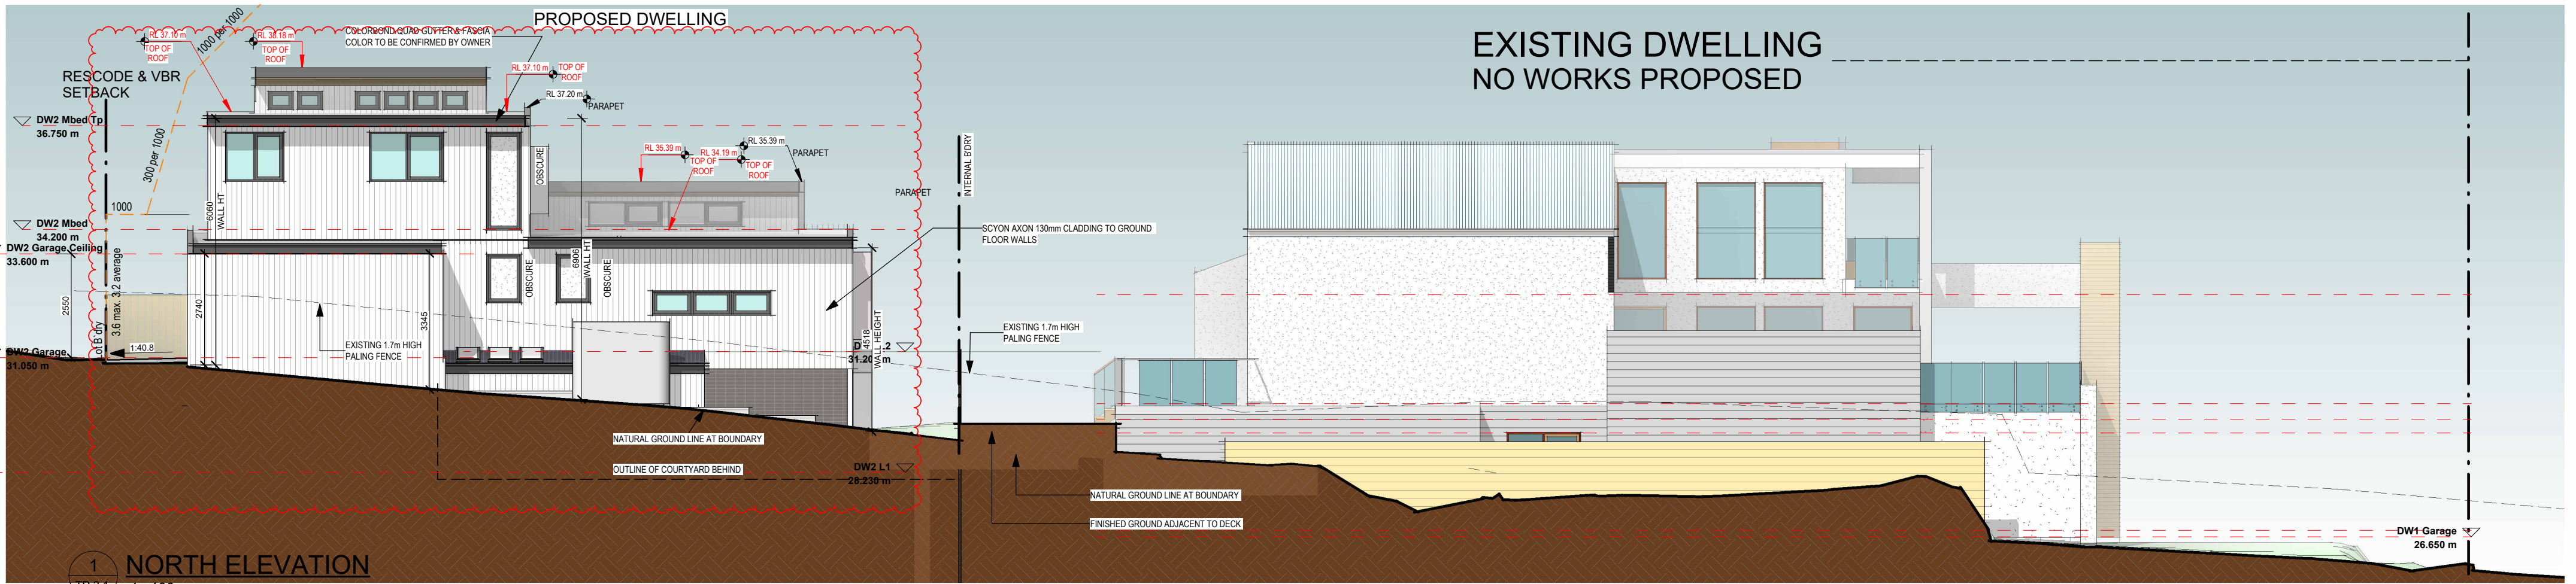 PROPOSED DWELLING
EXISTING DWELLING
NO WORKS PROPOSED
RL 37.10 m
TOP OF
ROOF
RL 38.18 m
TOP OF
ROOF
1000 per 1000
COLORBOND QUAD GUTTER & FASCIA
COLOR TO BE CONFIRMED BY OWNER
RL 37.10 m
TOP OF
ROOF
RL 37.20 m
PARAPET
RESCODE & VBR
SETBACK
DW2 Mbed Tp
36.750 m
300 per 1000
1000
6060
WALL HT
OBSCURE
RL 35.39 m
TOP OF
ROOF
RL 34.19 m
TOP OF
ROOF
RL 35.39 m
PARAPET
PARAPET
INTERNAL B'DRY
DW2 Mbed
34.200 m
DW2 Garage Ceiling
33.600 m
SCYON AXON 130mm CLADDING TO GROUND
FLOOR WALLS
2550
3.6 max. 3.2 average
Lot B'dry
1:40.8
2740
3345
OBSCURE
6906
WALL HT
OBSCURE
4518
WALL HEIGHT
EXISTING 1.7m HIGH
PALING FENCE
EXISTING 1.7m HIGH
PALING FENCE
DW2 Garage
31.050 m
NATURAL GROUND LINE AT BOUNDARY
OUTLINE OF COURTYARD BEHIND
DW2 L1
28.230 m
NATURAL GROUND LINE AT BOUNDARY
FINISHED GROUND ADJACENT TO DECK
DW1 Garage
26.650 m
1
NORTH ELEVATION